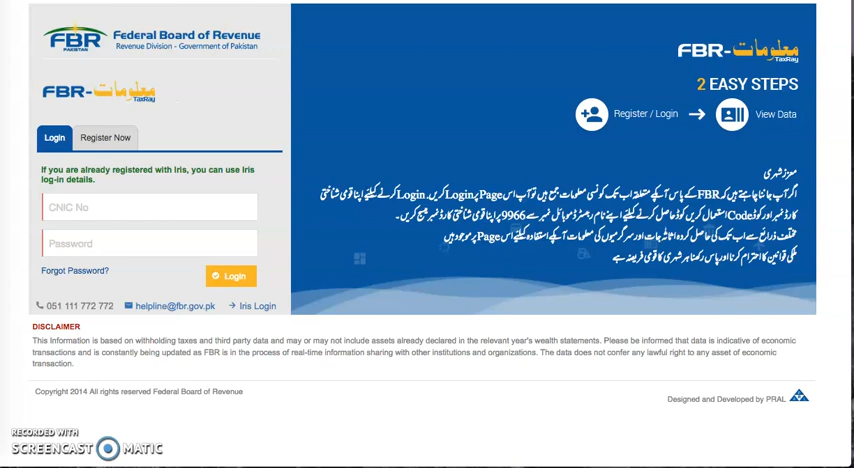 FBR
PAKISTAN
Federal Board of Revenue
Revenue Division - Government of Pakistan
FBR-معلومات
TaxRay
Login
Register Now
If you are already registered with Iris, you can use Iris
log-in details.
CNIC No
Password
Forgot Password?
Login
051 111 772 772
helpline@fbr.gov.pk
Iris Login
FBR-معلومات
TaxRay
2 EASY STEPS
Register / Login
View Data
معزز شہری
اگر آپ جاننا چاہتے ہیں کہ FBR کے پاس آپکے متعلقہ اب تک کونسی معلومات جمع ہیں تو آپ اس Page پر Login کریں۔ Login کرنے کیلئے اپنا قومی شناختی
کارڈ نمبر اور کوڈ Code استعمال کریں کوڈ حاصل کرنے کیلئے اپنے نام رجسٹرڈ موبائل نمبر سے 9966 پر اپنا قومی شناختی کارڈ نمبر میسج کریں۔
مختلف ذرائع سے اب تک کی حاصل کردہ اثاثہ جات اور سرگرمیوں کی معلومات آپکے استفادہ کیلئے اس Page پر موجود ہیں
ملکی قوانین کا احترام کرنا اور پاس رکھنا ہر شہری کا قومی فریضہ ہے
DISCLAIMER
This Information is based on withholding taxes and third party data and may or may not include assets already declared in the relevant year's wealth statements. Please be informed that data is indicative of economic
transactions and is constantly being updated as FBR is in the process of real-time information sharing with other institutions and organizations. The data does not confer any lawful right to any asset of economic
transaction.
Copyright 2014 All rights reserved Federal Board of Revenue
Designed and Developed by PRAL
RECORDED WITH
SCREENCAST MATIC